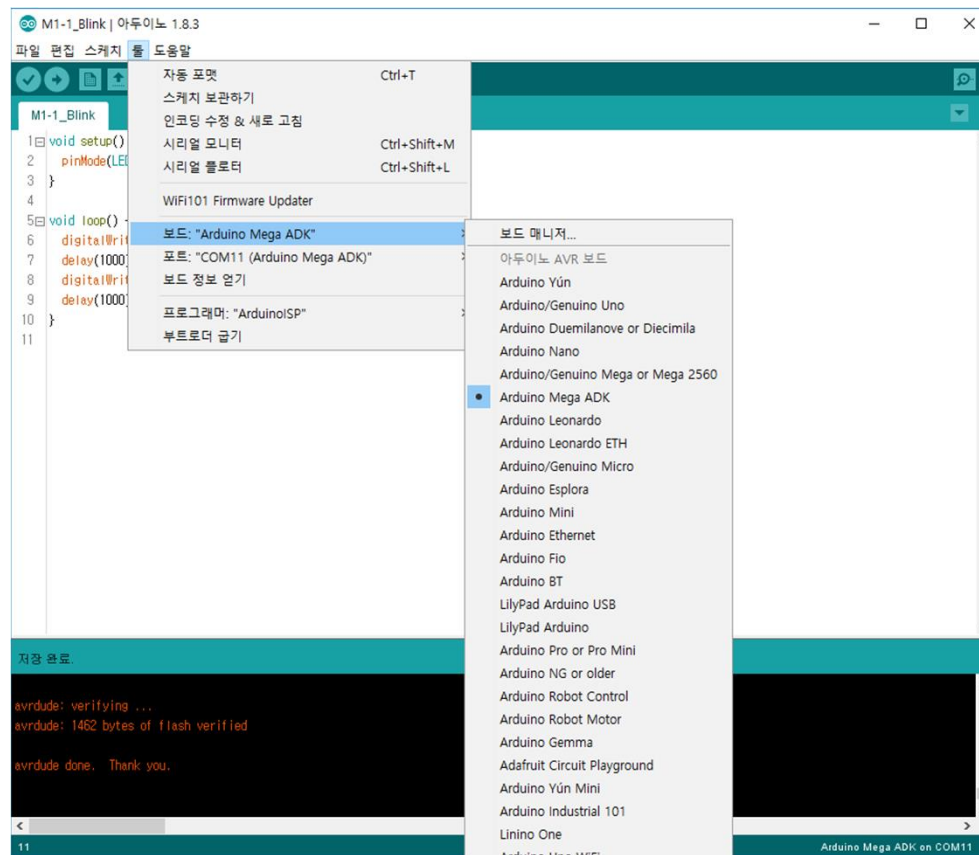 M1-1_Blink | 아두이노 1.8.3
파일 편집 스케치 툴 도움말
M1-1_Blink
1 void setup()
2 pinMode(LED
3 }
4
5 void loop()
6 digitalWrit
7 delay(1000)
8 digitalWrit
9 delay(1000)
10 }
11
자동 포맷 Ctrl+T
스케치 보관하기
인코딩 수정 & 새로 고침
시리얼 모니터 Ctrl+Shift+M
시리얼 플로터 Ctrl+Shift+L
WiFi101 Firmware Updater
보드: "Arduino Mega ADK"
포트: "COM11 (Arduino Mega ADK)"
보드 정보 얻기
프로그래머: "ArduinoISP"
부트로더 굽기
보드 매니저...
아두이노 AVR 보드
Arduino Yún
Arduino/Genuino Uno
Arduino Duemilanove or Diecimila
Arduino Nano
Arduino/Genuino Mega or Mega 2560
Arduino Mega ADK
Arduino Leonardo
Arduino Leonardo ETH
Arduino/Genuino Micro
Arduino Esplora
Arduino Mini
Arduino Ethernet
Arduino Fio
Arduino BT
LilyPad Arduino USB
LilyPad Arduino
Arduino Pro or Pro Mini
Arduino NG or older
Arduino Robot Control
Arduino Robot Motor
Arduino Gemma
Adafruit Circuit Playground
Arduino Yún Mini
Arduino Industrial 101
Linino One
Arduino Uno WiFi
저장 완료.
avrdude: verifying ...
avrdude: 1462 bytes of flash verified
avrdude done. Thank you.
11
Arduino Mega ADK on COM11